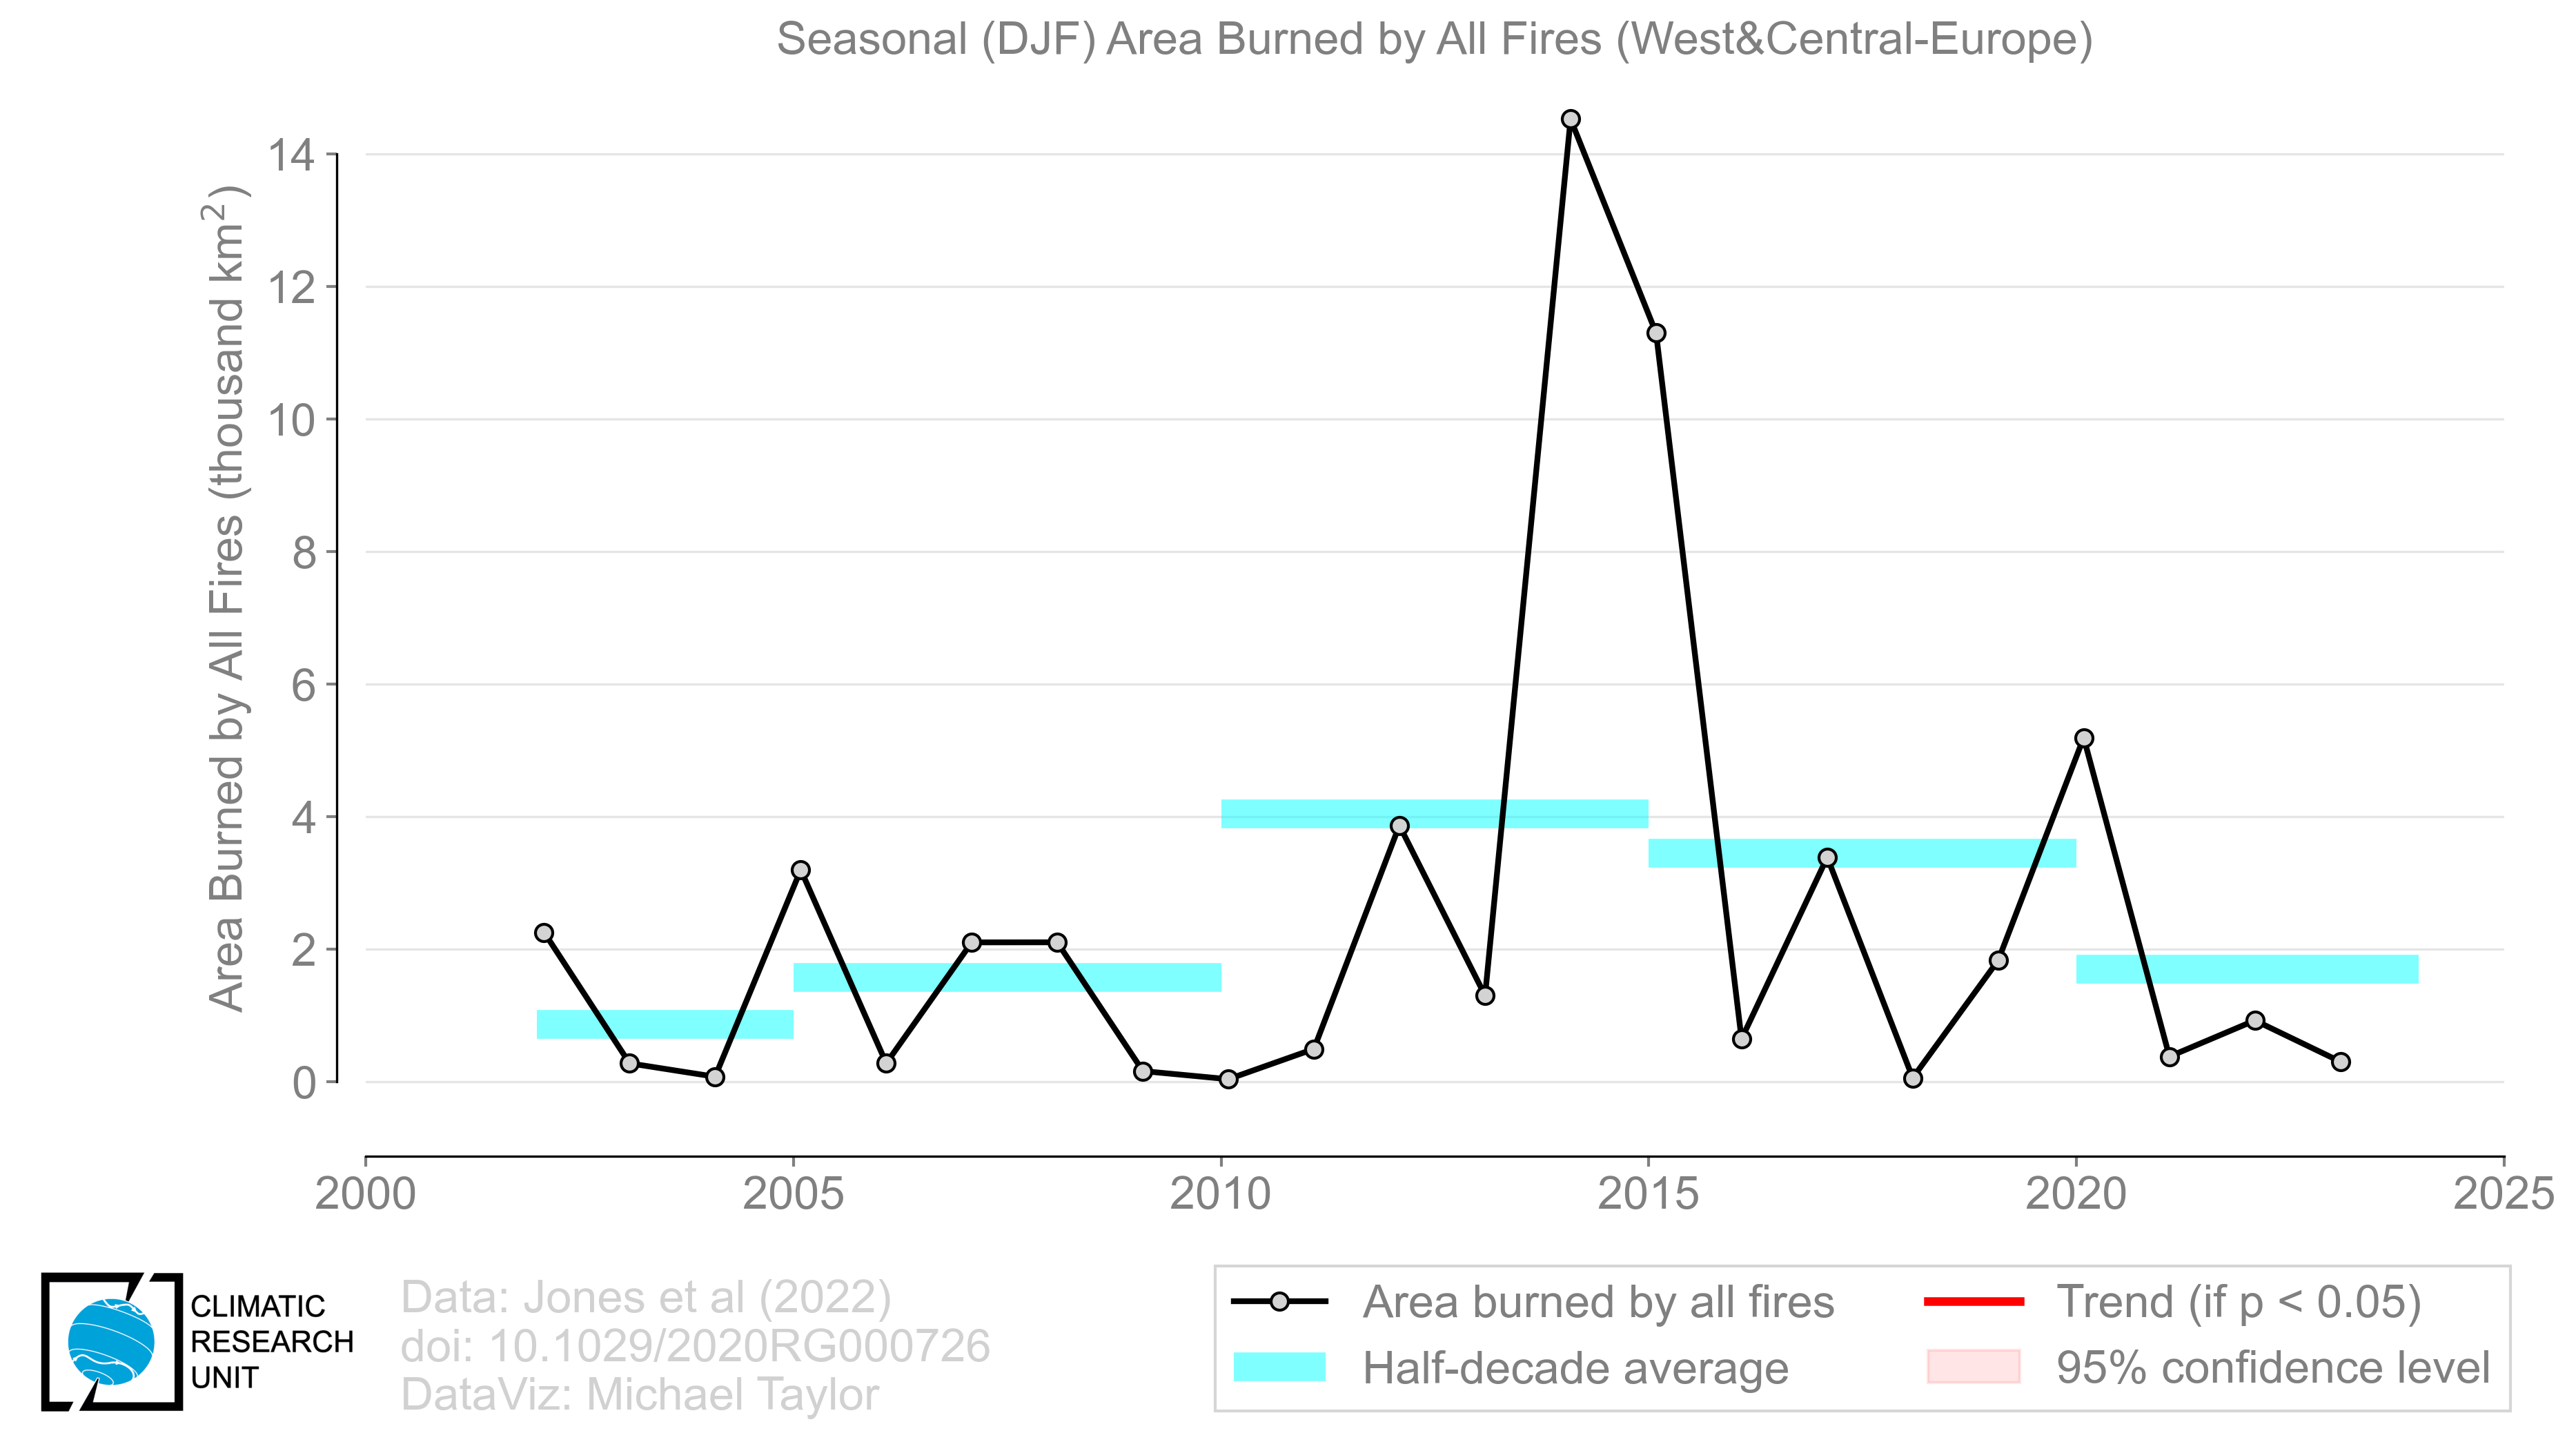 Seasonal (DJF) Area Burned by All Fires (West&Central-Europe)
Area Burned by All Fires (thousand km²)
14
12
10
8
6
4
2
0
2000 2005 2010 2015 2020 2025
CLIMATIC
RESEARCH
UNIT
Data: Jones et al (2022)
doi: 10.1029/2020RG000726
DataViz: Michael Taylor
Area burned by all fires
Half-decade average
Trend (if p < 0.05)
95% confidence level